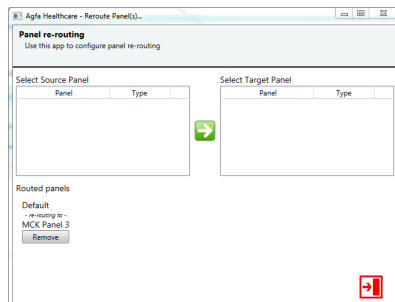 Agfa Healthcare - Reroute Panel(s)...
Panel re-routing
Use this app to configure panel re-routing
Select Source Panel
Select Target Panel
Panel Type
Panel Type
Routed panels
Default
- re-routing to -
MCK Panel 3
Remove